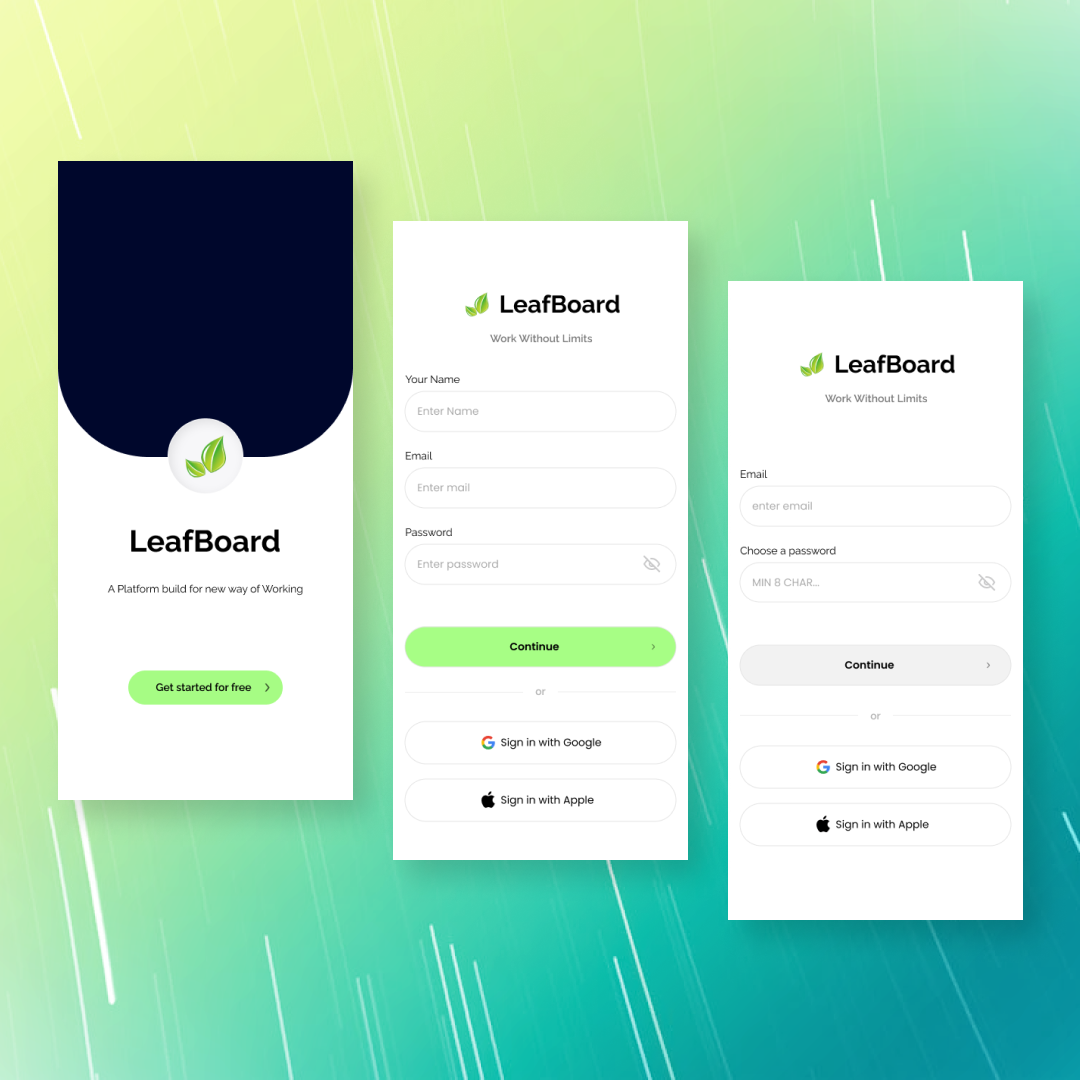 LeafBoard
A Platform build for new way of Working
Get started for free
LeafBoard
Work Without Limits
Your Name
Enter Name
Email
Enter mail
Password
Enter password
Continue
or
Sign in with Google
Sign in with Apple
LeafBoard
Work Without Limits
Email
enter email
Choose a password
MIN 8 CHAR...
Continue
or
Sign in with Google
Sign in with Apple